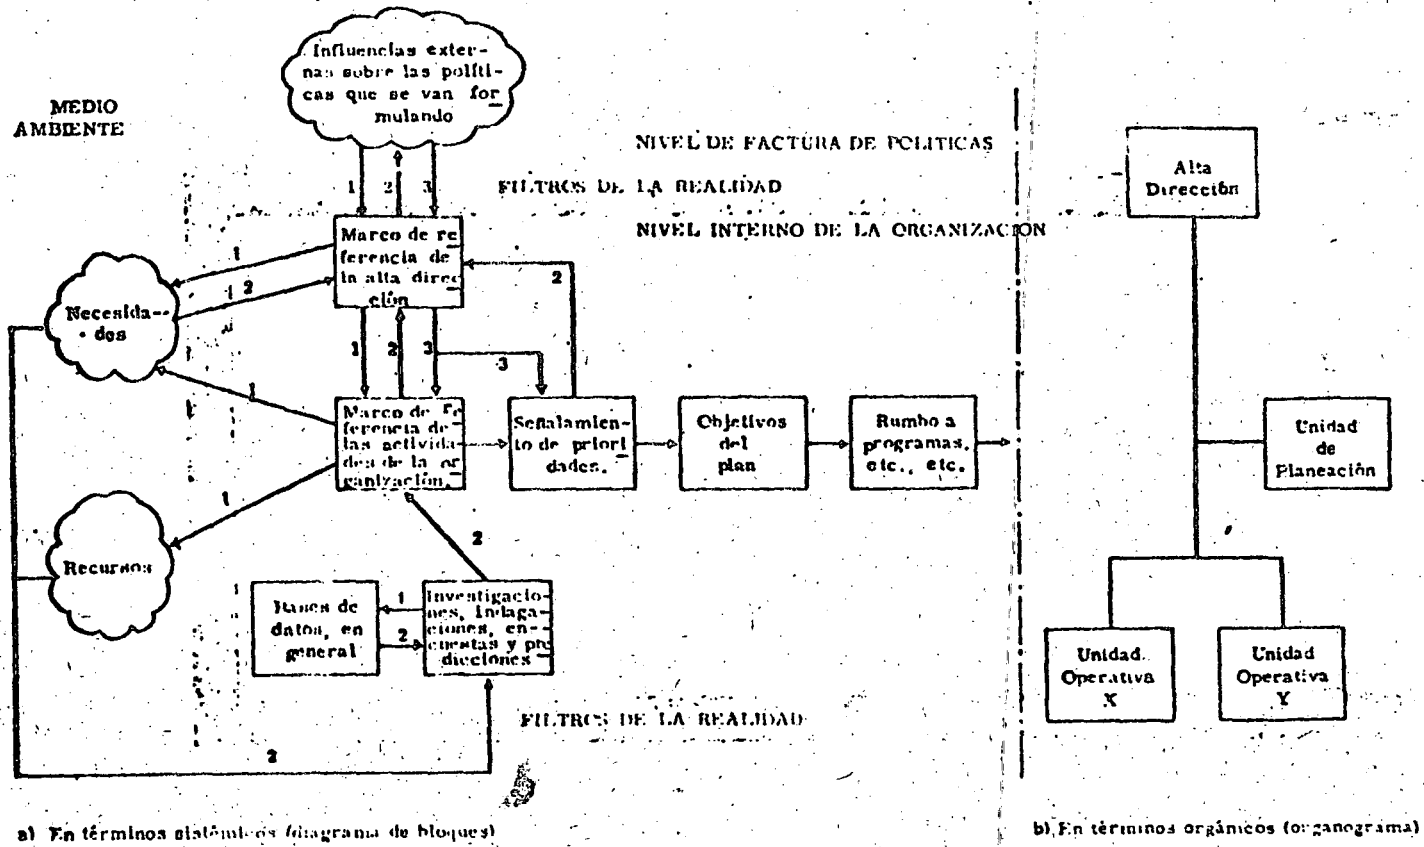 Influencias exter-
nas sobre las políti-
cas que se van for
mulando
MEDIO
AMBIENTE
NIVEL DE FACTURA DE POLITICAS
1 2 3
FILTROS DE LA REALIDAD
NIVEL INTERNO DE LA ORGANIZACION
Marco de re
ferencia de
la alta direc
ción
1
2
Necesida-
des
2
1 2 3
3
1
Marco de re
ferencia de
las activida
des de la or
ganización.
Señalamien-
to de priori
dades.
Objetivos
del
plan
Rumbo a
programas,
etc., etc.
1
2
Recursos
Bancs de
datos, en
general
1
2
Investigacio-
nes, indaga-
ciones, en-
cuestas y pre
dicciones
FILTROS DE LA REALIDAD
2
a) En términos sistémicos (diagrama de bloques)
Alta
Dirección
Unidad
de
Planeación
Unidad
Operativa
X
Unidad
Operativa
Y
b) En términos orgánicos (organograma)